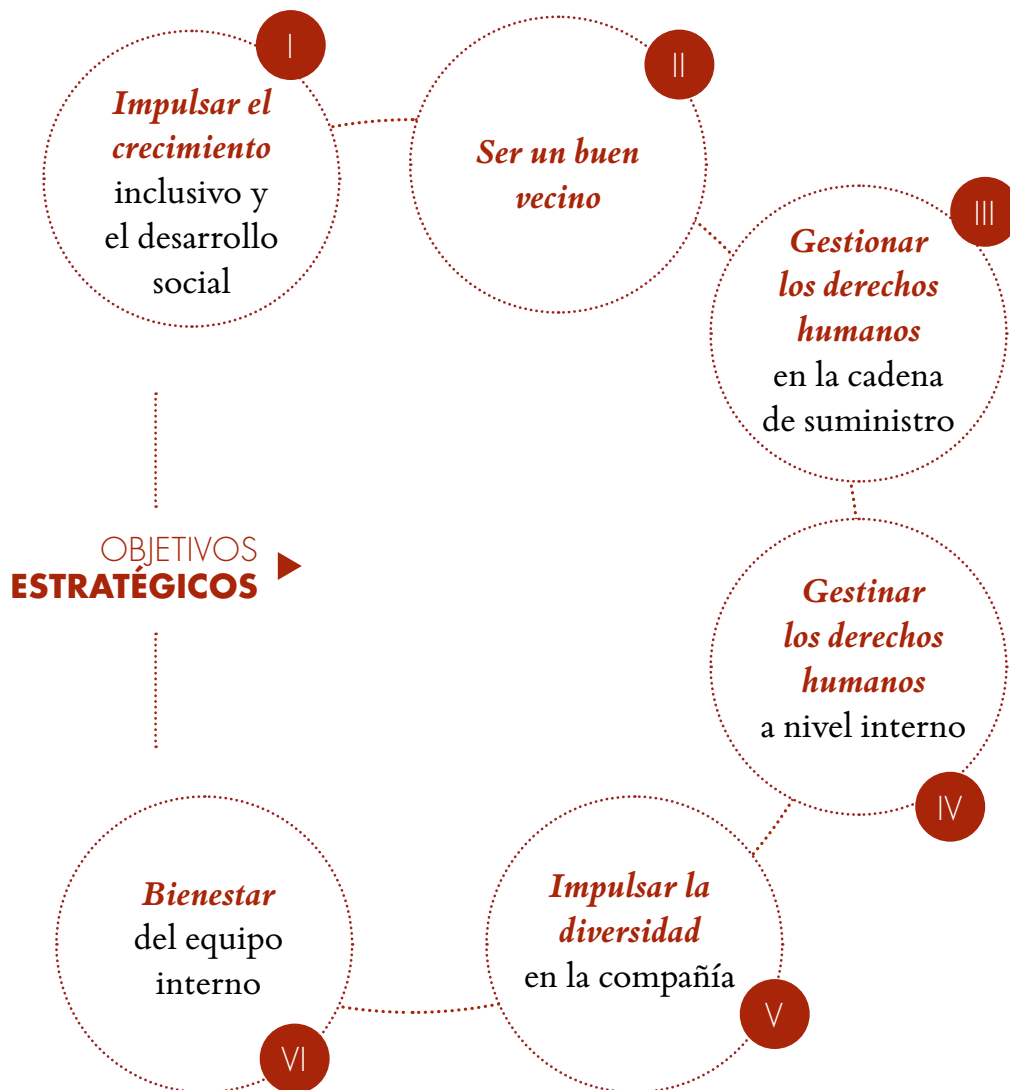 I
Impulsar el
crecimiento
inclusivo y
el desarrollo
social
II
Ser un buen
vecino
III
Gestionar
los derechos
humanos
en la cadena
de suministro
OBJETIVOS
ESTRATÉGICOS
Gestinar
los derechos
humanos
a nivel interno
IV
Impulsar la
diversidad
en la compañía
V
Bienestar
del equipo
interno
VI